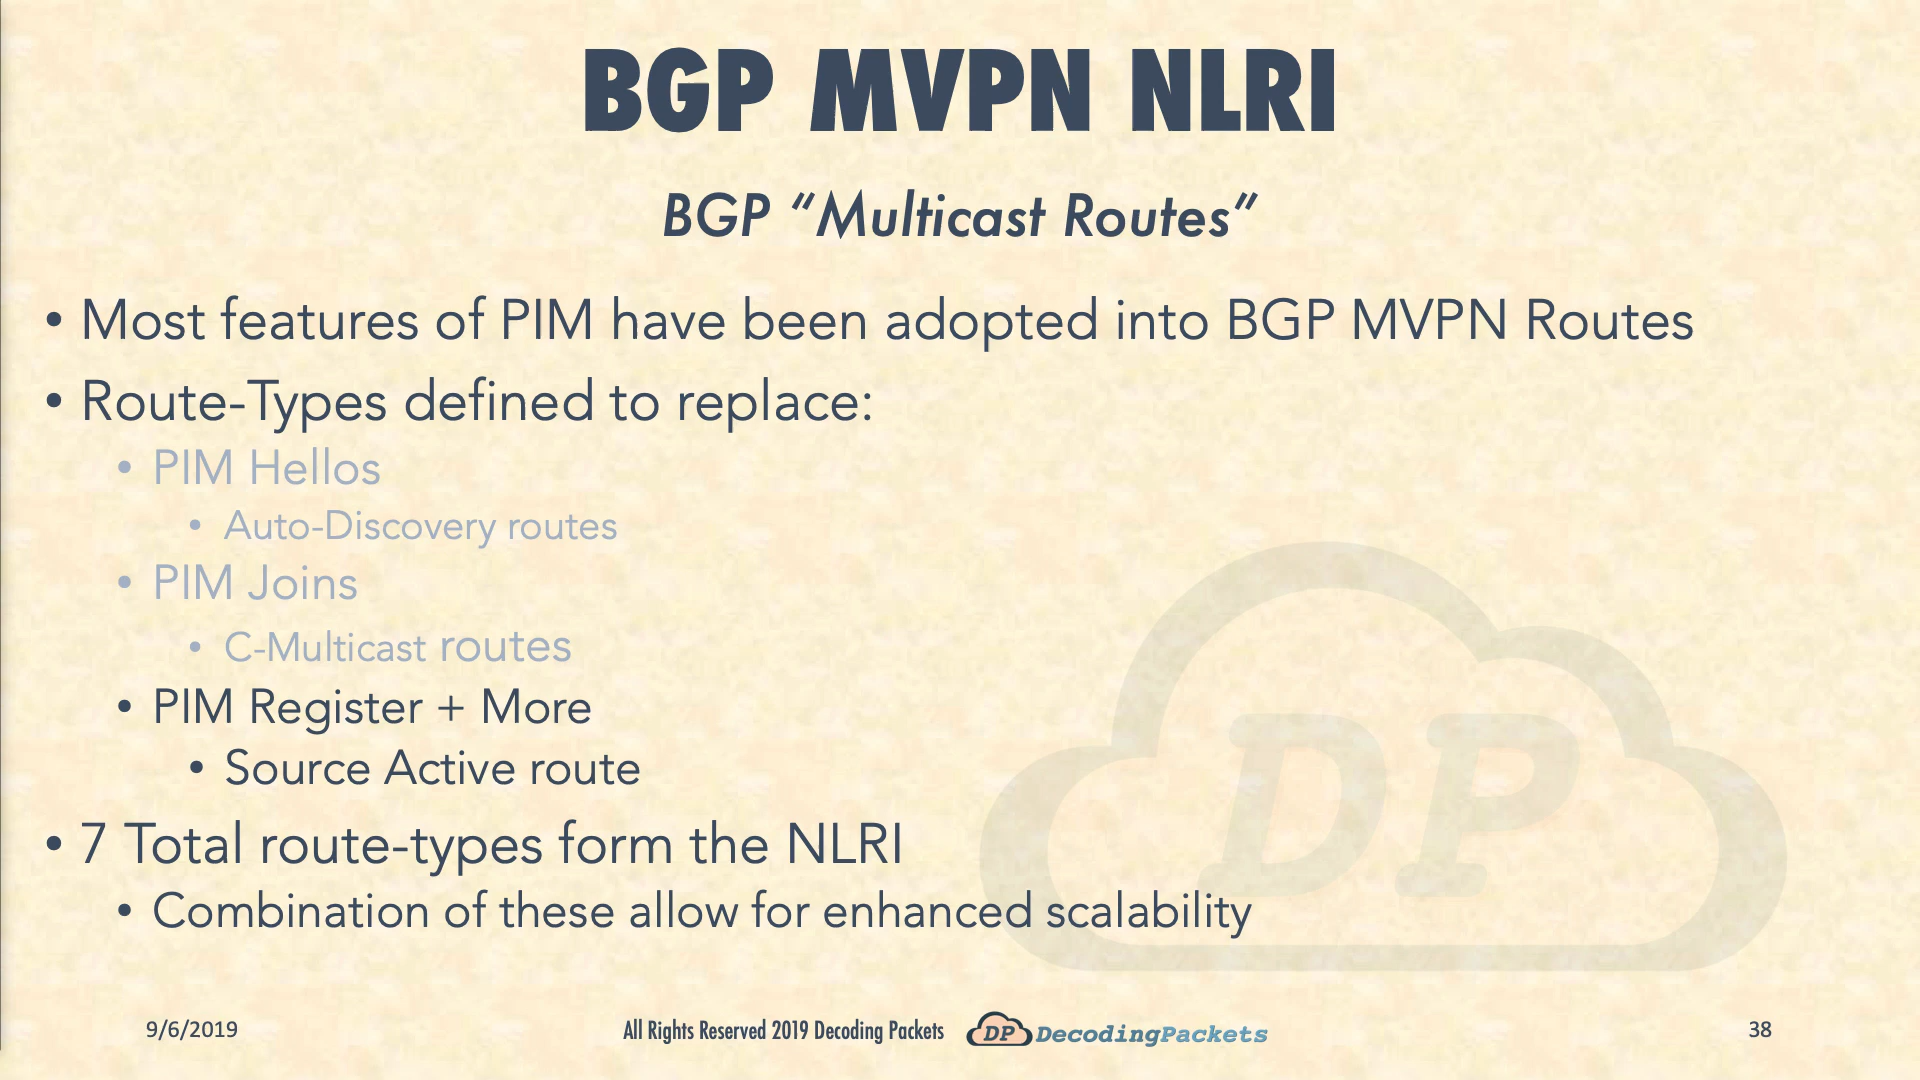 BGP MVPN NLRI
BGP “Multicast Routes”
• Most features of PIM have been adopted into BGP MVPN Routes
• Route-Types defined to replace:
• PIM Hellos
• Auto-Discovery routes
• PIM Joins
• C-Multicast routes
• PIM Register + More
• Source Active route
• 7 Total route-types form the NLRI
• Combination of these allow for enhanced scalability
DP
9/6/2019
All Rights Reserved 2019 Decoding Packets
DP DecodingPackets
38